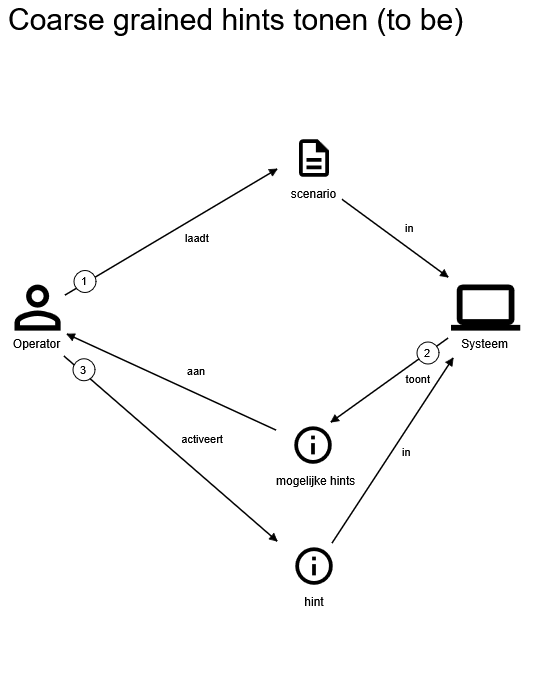 Coarse grained hints tonen (to be)
scenario
in
laadt
1
Operator
Systeem
2
toont
aan
3
activeert
in
mogelijke hints
hint